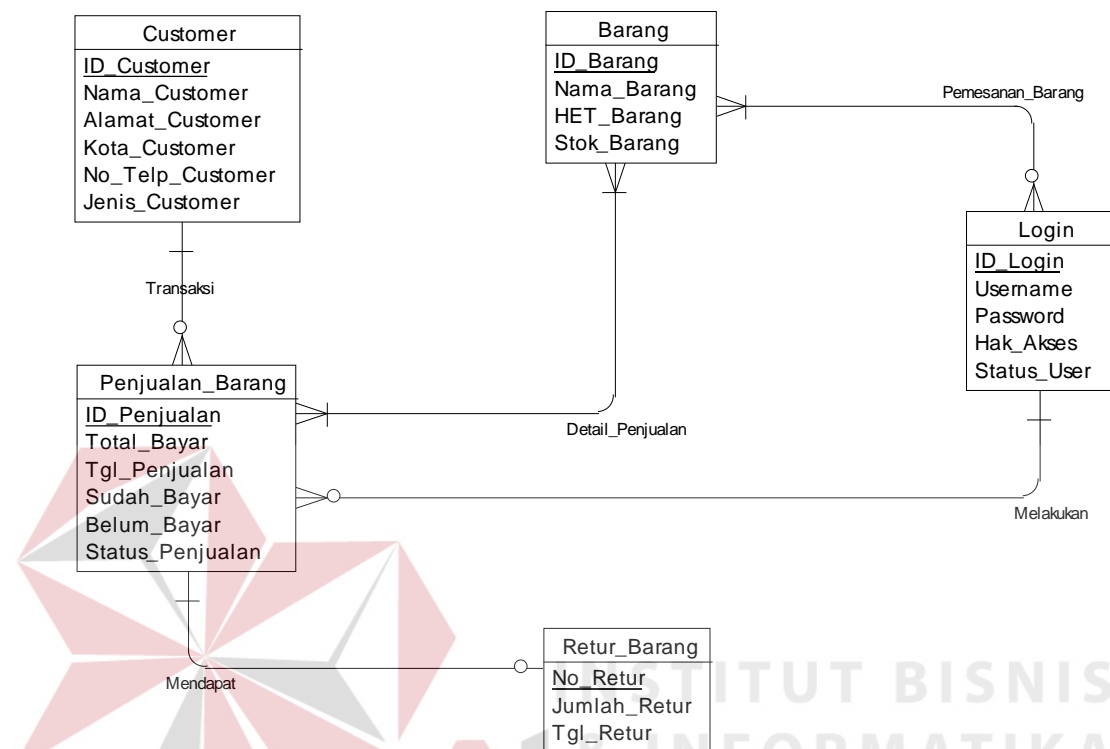 Customer
ID_Customer
Nama_Customer
Alamat_Customer
Kota_Customer
No_Telp_Customer
Jenis_Customer
Barang
ID_Barang
Nama_Barang
HET_Barang
Stok_Barang
Pemesanan_Barang
Login
ID_Login
Username
Password
Hak_Akses
Status_User
Transaksi
Penjualan_Barang
ID_Penjualan
Total_Bayar
Tgl_Penjualan
Sudah_Bayar
Belum_Bayar
Status_Penjualan
Detail_Penjualan
Melakukan
Mendapat
Retur_Barang
No_Retur
Jumlah_Retur
Tgl_Retur
INSTITUT BISNIS
INFORMATIKA